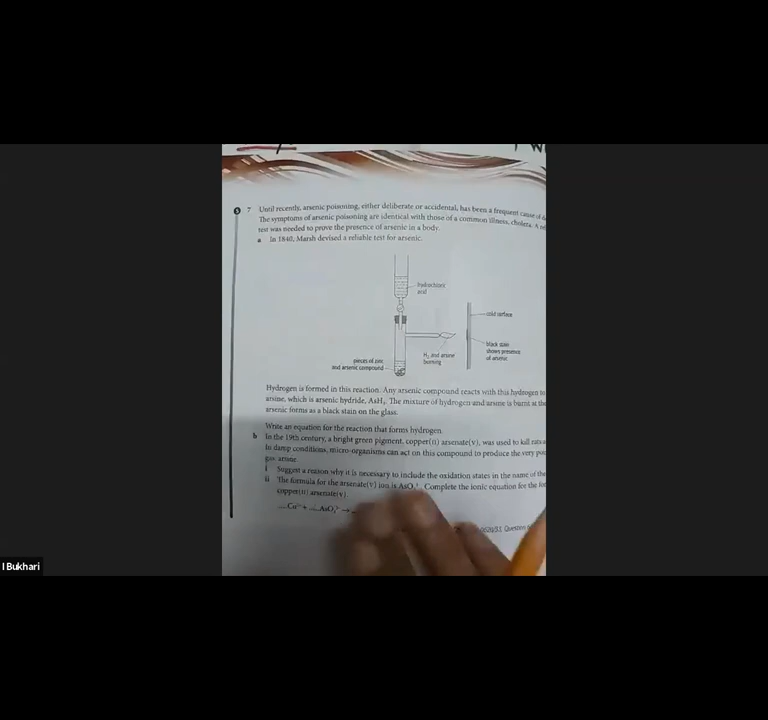 7 Until recently, arsenic poisoning, either deliberate or accidental, has been a frequent cause of
The symptoms of arsenic poisoning are identical with those of a common illness, cholera. A
test was needed to prove the presence of arsenic in a body.
a In 1840, Marsh devised a reliable test for arsenic.
hydrochloric
acid
cold surface
black stain
shows presence
of arsenic
H₂ and arsine
burning
pieces of zinc
and arsenic compound
Hydrogen is formed in this reaction. Any arsenic compound reacts with this hydrogen to
arsine, which is arsenic hydride, AsH₃. The mixture of hydrogen and arsine is burnt at the
arsenic forms as a black stain on the glass.
Write an equation for the reaction that forms hydrogen.
b In the 19th century, a bright green pigment, copper(II) arsenate(V), was used to kill rats
In damp conditions, micro-organisms can act on this compound to produce the very
gas arsine.
i Suggest a reason why it is necessary to include the oxidation states in the name of the
ii The formula for the arsenate(V) ion is AsO₄³⁻. Complete the ionic equation for the
copper(II) arsenate(V)
__Cu²⁺ + __AsO₄³⁻ →
Question
I Bukhari